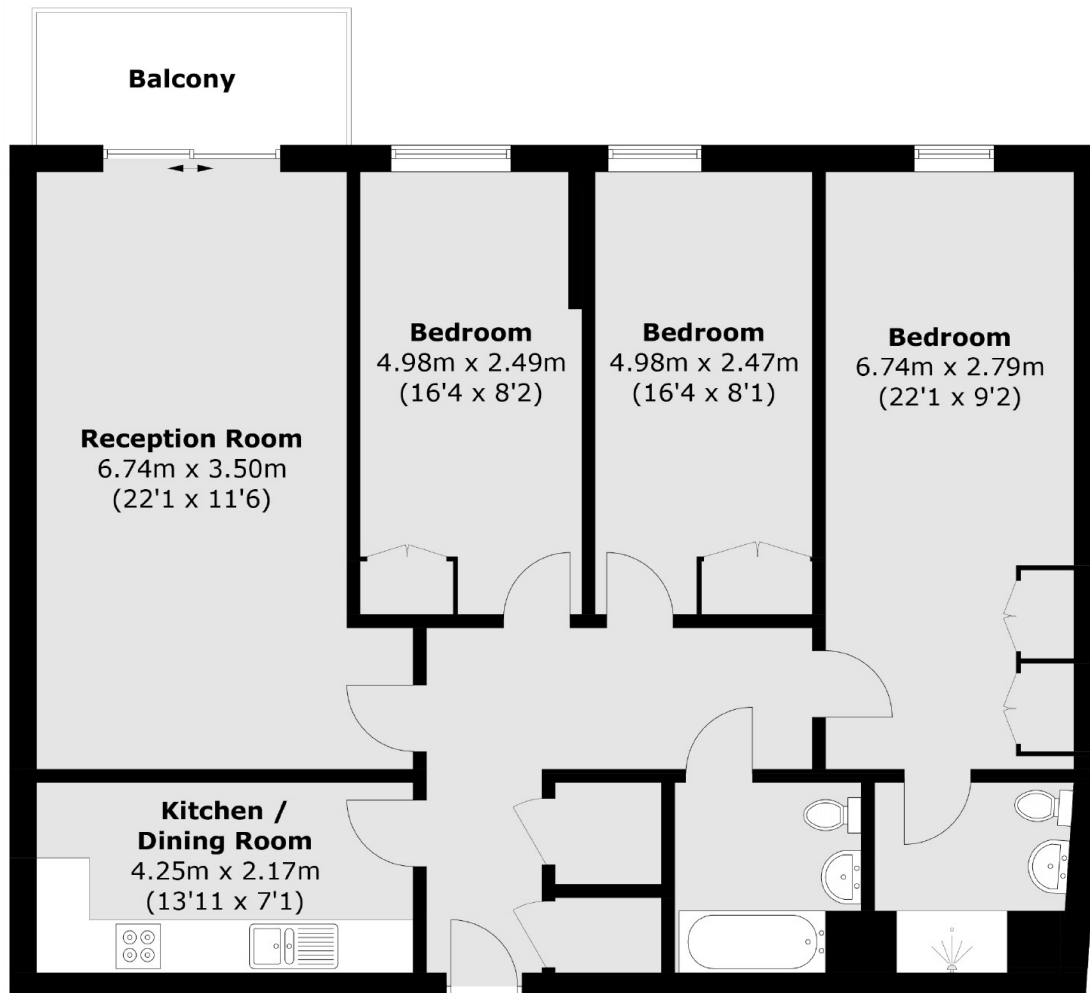 Balcony
Bedroom
4.98m x 2.49m
(16'4 x 8'2)
Bedroom
4.98m x 2.47m
(16'4 x 8'1)
Bedroom
6.74m x 2.79m
(22'1 x 9'2)
Reception Room
6.74m x 3.50m
(22'1 x 11'6)
Kitchen /
Dining Room
4.25m x 2.17m
(13'11 x 7'1)